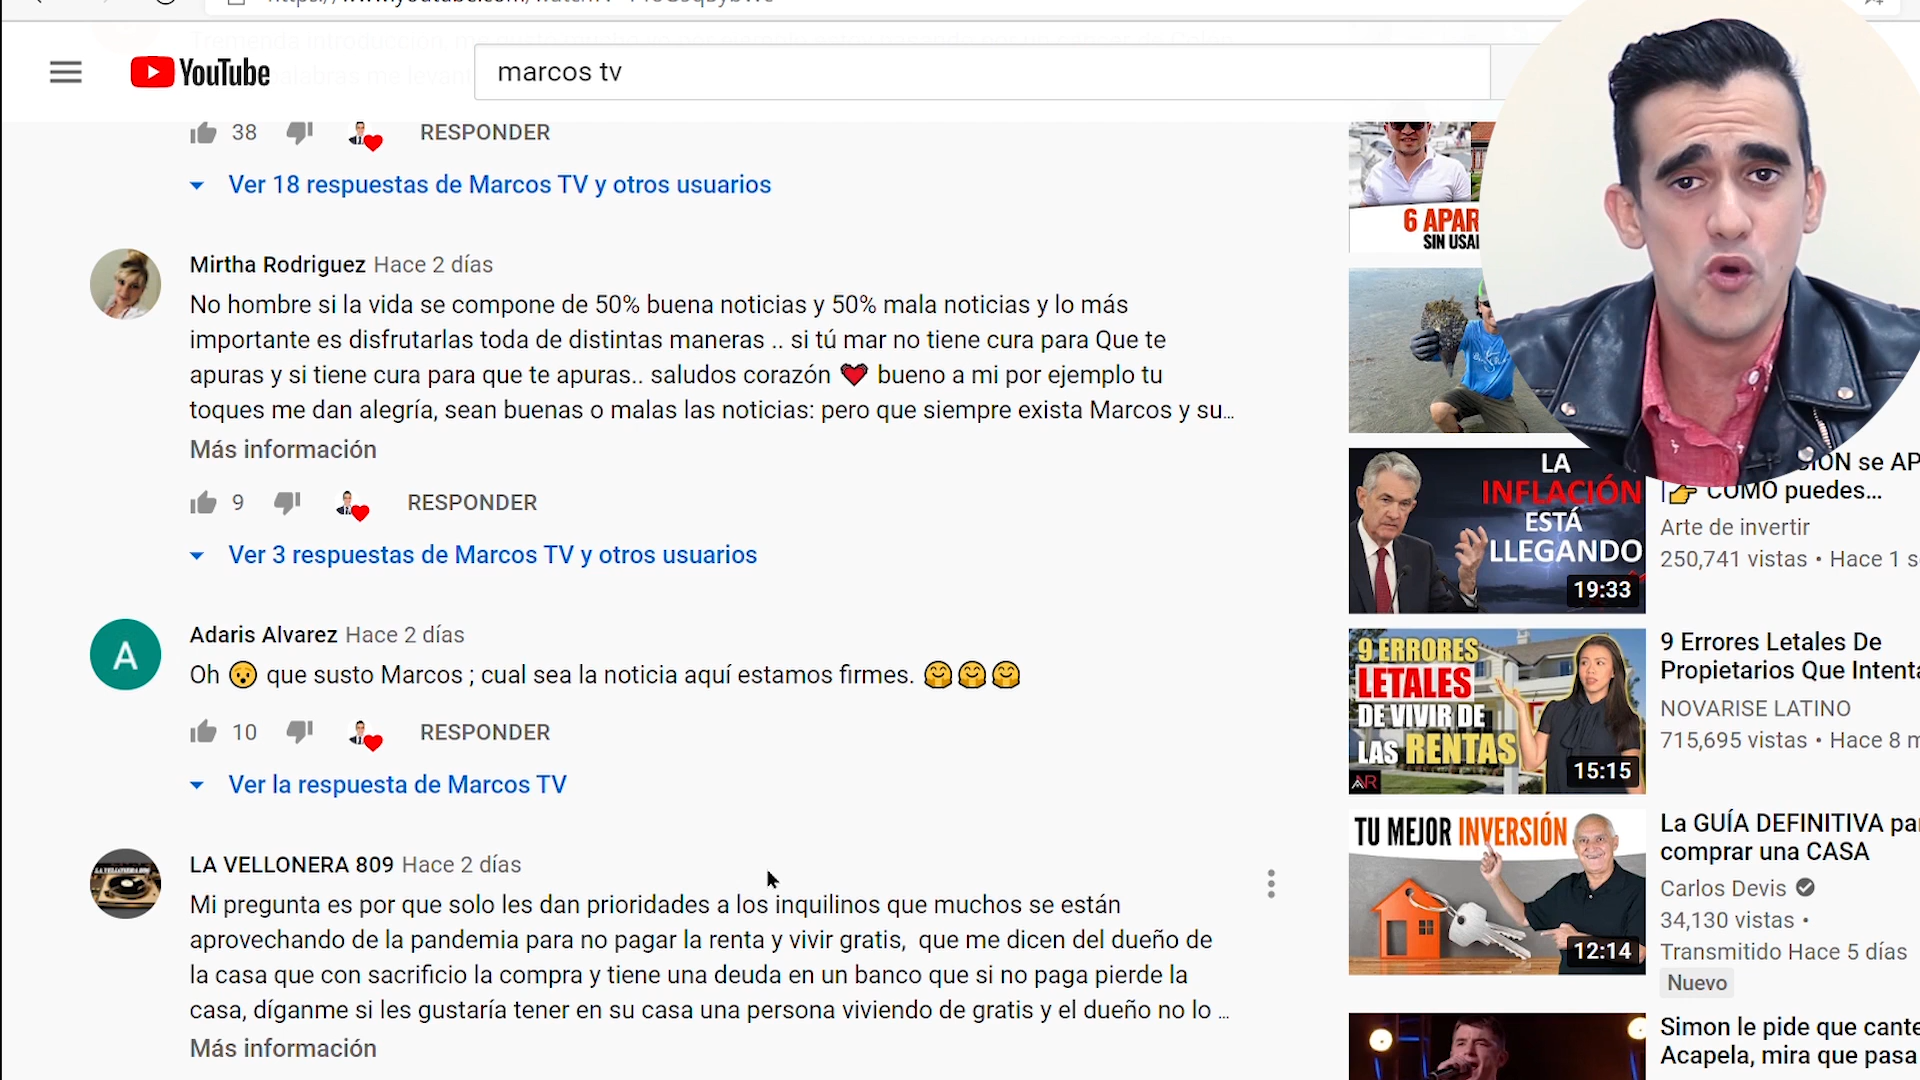 YouTube
marcos tv
38
RESPONDER
Ver 18 respuestas de Marcos TV y otros usuarios
Mirtha Rodriguez Hace 2 días
No hombre si la vida se compone de 50% buena noticias y 50% mala noticias y lo más
importante es disfrutarlas toda de distintas maneras .. si tú mar no tiene cura para Que te
apuras y si tiene cura para que te apuras.. saludos corazón ❤ bueno a mi por ejemplo tu
toques me dan alegría, sean buenas o malas las noticias: pero que siempre exista Marcos y su...
Más información
9
RESPONDER
Ver 3 respuestas de Marcos TV y otros usuarios
A
Adaris Alvarez Hace 2 días
Oh 😯 que susto Marcos ; cual sea la noticia aquí estamos firmes. 🤗🤗🤗
10
RESPONDER
Ver la respuesta de Marcos TV
LA VELLONERA 809
LA VELLONERA 809 Hace 2 días
Mi pregunta es por que solo les dan prioridades a los inquilinos que muchos se están
aprovechando de la pandemia para no pagar la renta y vivir gratis, que me dicen del dueño de
la casa que con sacrificio la compra y tiene una deuda en un banco que si no paga pierde la
casa, díganme si les gustaría tener en su casa una persona viviendo de gratis y el dueño no lo ...
Más información
6 APAR
SIN USA
LA
INFLACIÓN
ESTÁ
LLEGANDO
19:33
se AP
👉 COMO puedes...
Arte de invertir
250,741 vistas • Hace 1 s
9 ERRORES
LETALES
DE VIVIR DE
LAS RENTAS
15:15
9 Errores Letales De
Propietarios Que Intenta
NOVARISE LATINO
715,695 vistas • Hace 8 m
TU MEJOR INVERSIÓN
12:14
La GUÍA DEFINITIVA pa
comprar una CASA
Carlos Devis
34,130 vistas •
Transmitido Hace 5 días
Nuevo
Simon le pide que cante
Acapela, mira que pasa